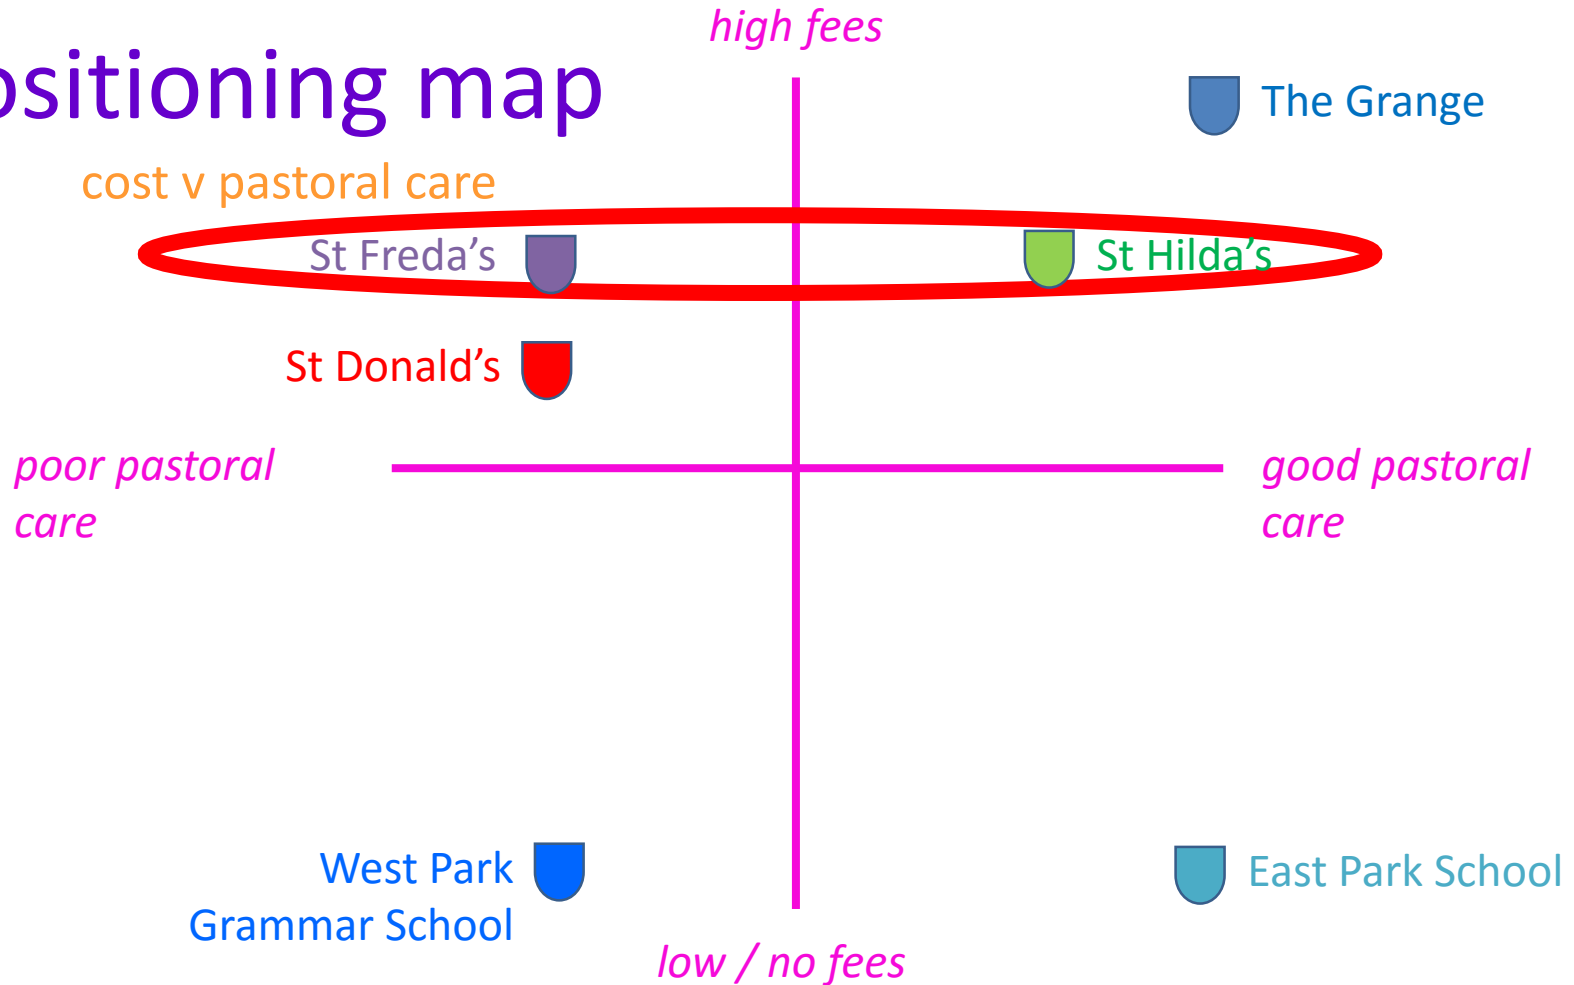 high fees
ositioning map
The Grange
cost v pastoral care
St Freda’s
St Hilda’s
St Donald’s
poor pastoral
care
good pastoral
care
West Park
Grammar School
East Park School
low / no fees